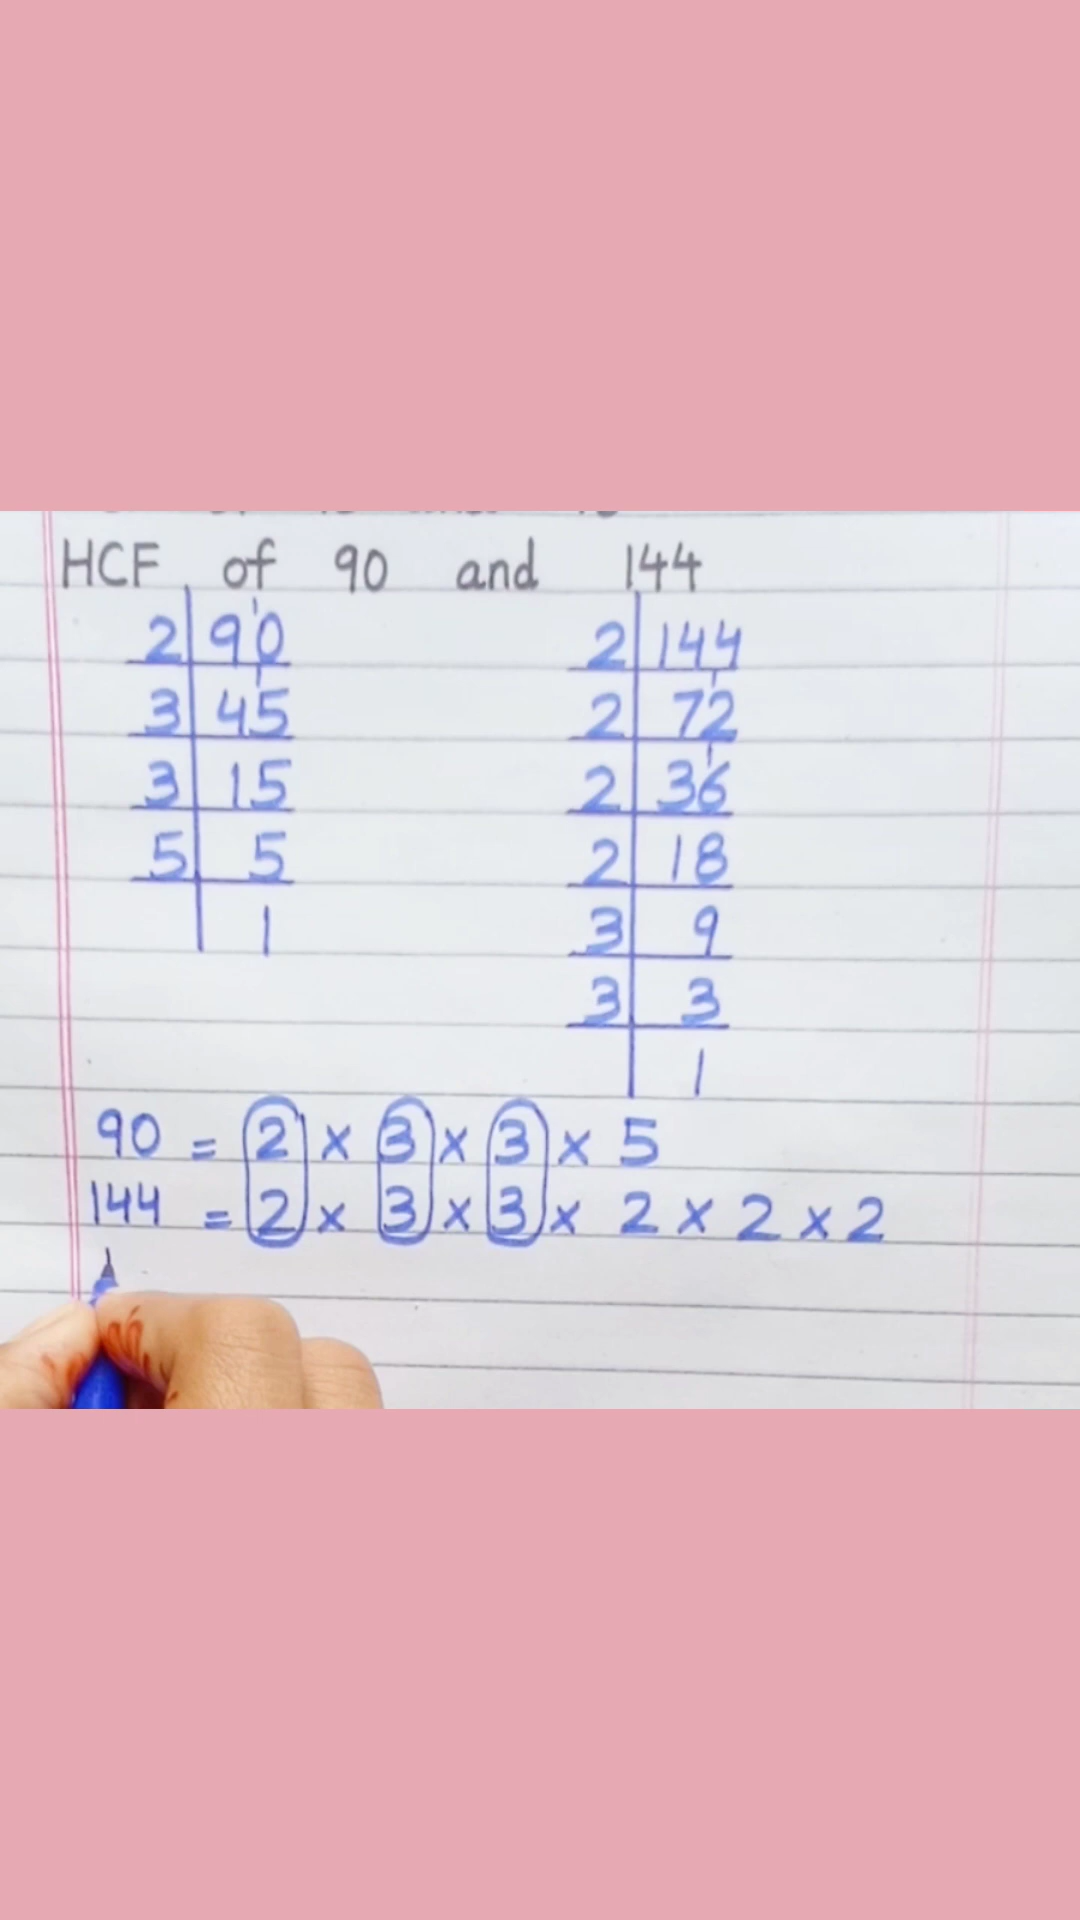 HCF of 90 and 144
2 90 2 144
3 45 2 72
3 15 2 36
5 5 2 18
1 3 9
3 3
1
90 = 2 × 3 × 3 × 5
144 = 2 × 3 × 3 × 2 × 2 × 2